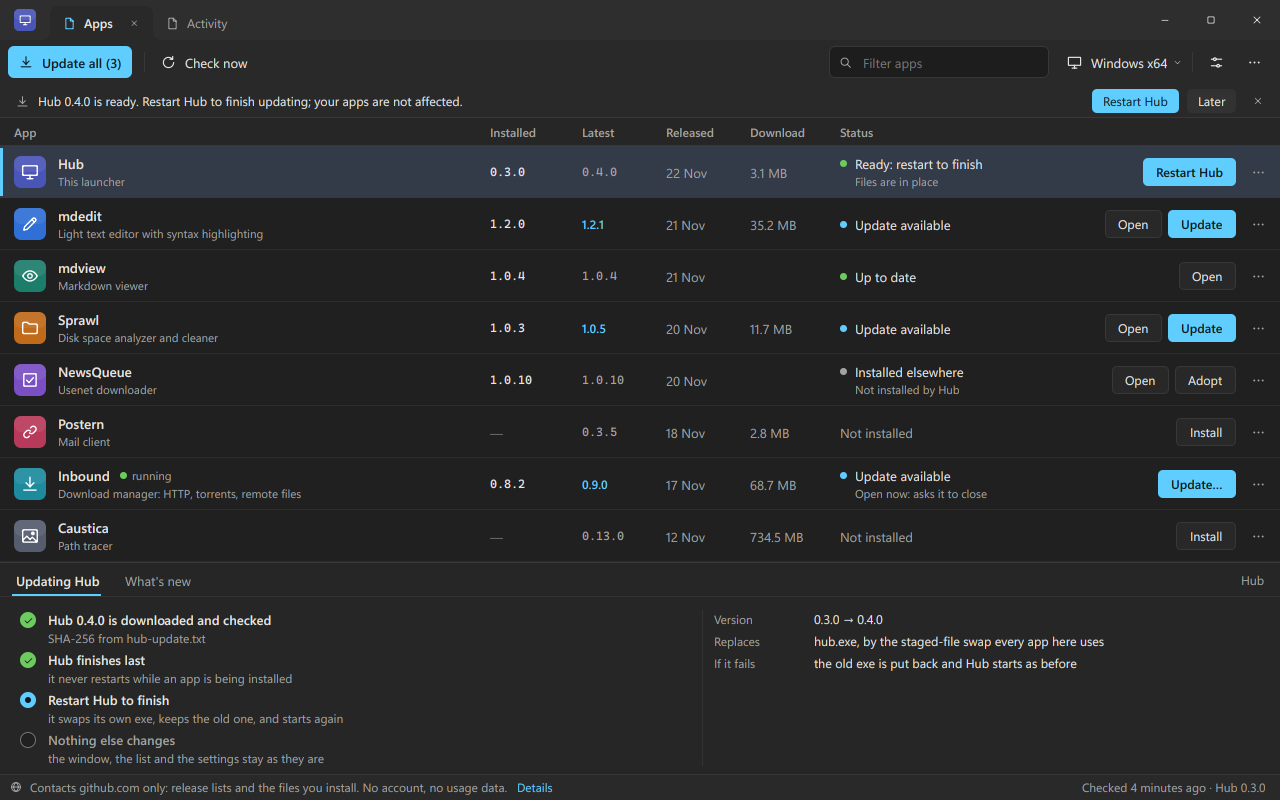 Apps
Activity
Update all (3)
Check now
Filter apps
Windows x64
Hub 0.4.0 is ready. Restart Hub to finish updating; your apps are not affected.
Restart Hub
Later
App Installed Latest Released Download Status
Hub
This launcher
0.3.0 0.4.0 22 Nov 3.1 MB
Ready: restart to finish
Files are in place
Restart Hub
mdedit
Light text editor with syntax highlighting
1.2.0 1.2.1 21 Nov 35.2 MB
Update available
Open Update
mdview
Markdown viewer
1.0.4 1.0.4 21 Nov
Up to date
Open
Sprawl
Disk space analyzer and cleaner
1.0.3 1.0.5 20 Nov 11.7 MB
Update available
Open Update
NewsQueue
Usenet downloader
1.0.10 1.0.10 20 Nov
Installed elsewhere
Not installed by Hub
Open Adopt
Postern
Mail client
— 0.3.5 18 Nov 2.8 MB
Not installed
Install
Inbound running
Download manager: HTTP, torrents, remote files
0.8.2 0.9.0 17 Nov 68.7 MB
Update available
Open now: asks it to close
Update...
Caustica
Path tracer
— 0.13.0 12 Nov 734.5 MB
Not installed
Install
Updating Hub
What's new
Hub
Hub 0.4.0 is downloaded and checked
SHA-256 from hub-update.txt
Hub finishes last
it never restarts while an app is being installed
Restart Hub to finish
it swaps its own exe, keeps the old one, and starts again
Nothing else changes
the window, the list and the settings stay as they are
Version 0.3.0 → 0.4.0
Replaces hub.exe, by the staged-file swap every app here uses
If it fails the old exe is put back and Hub starts as before
Contacts github.com only: release lists and the files you install. No account, no usage data. Details
Checked 4 minutes ago · Hub 0.3.0